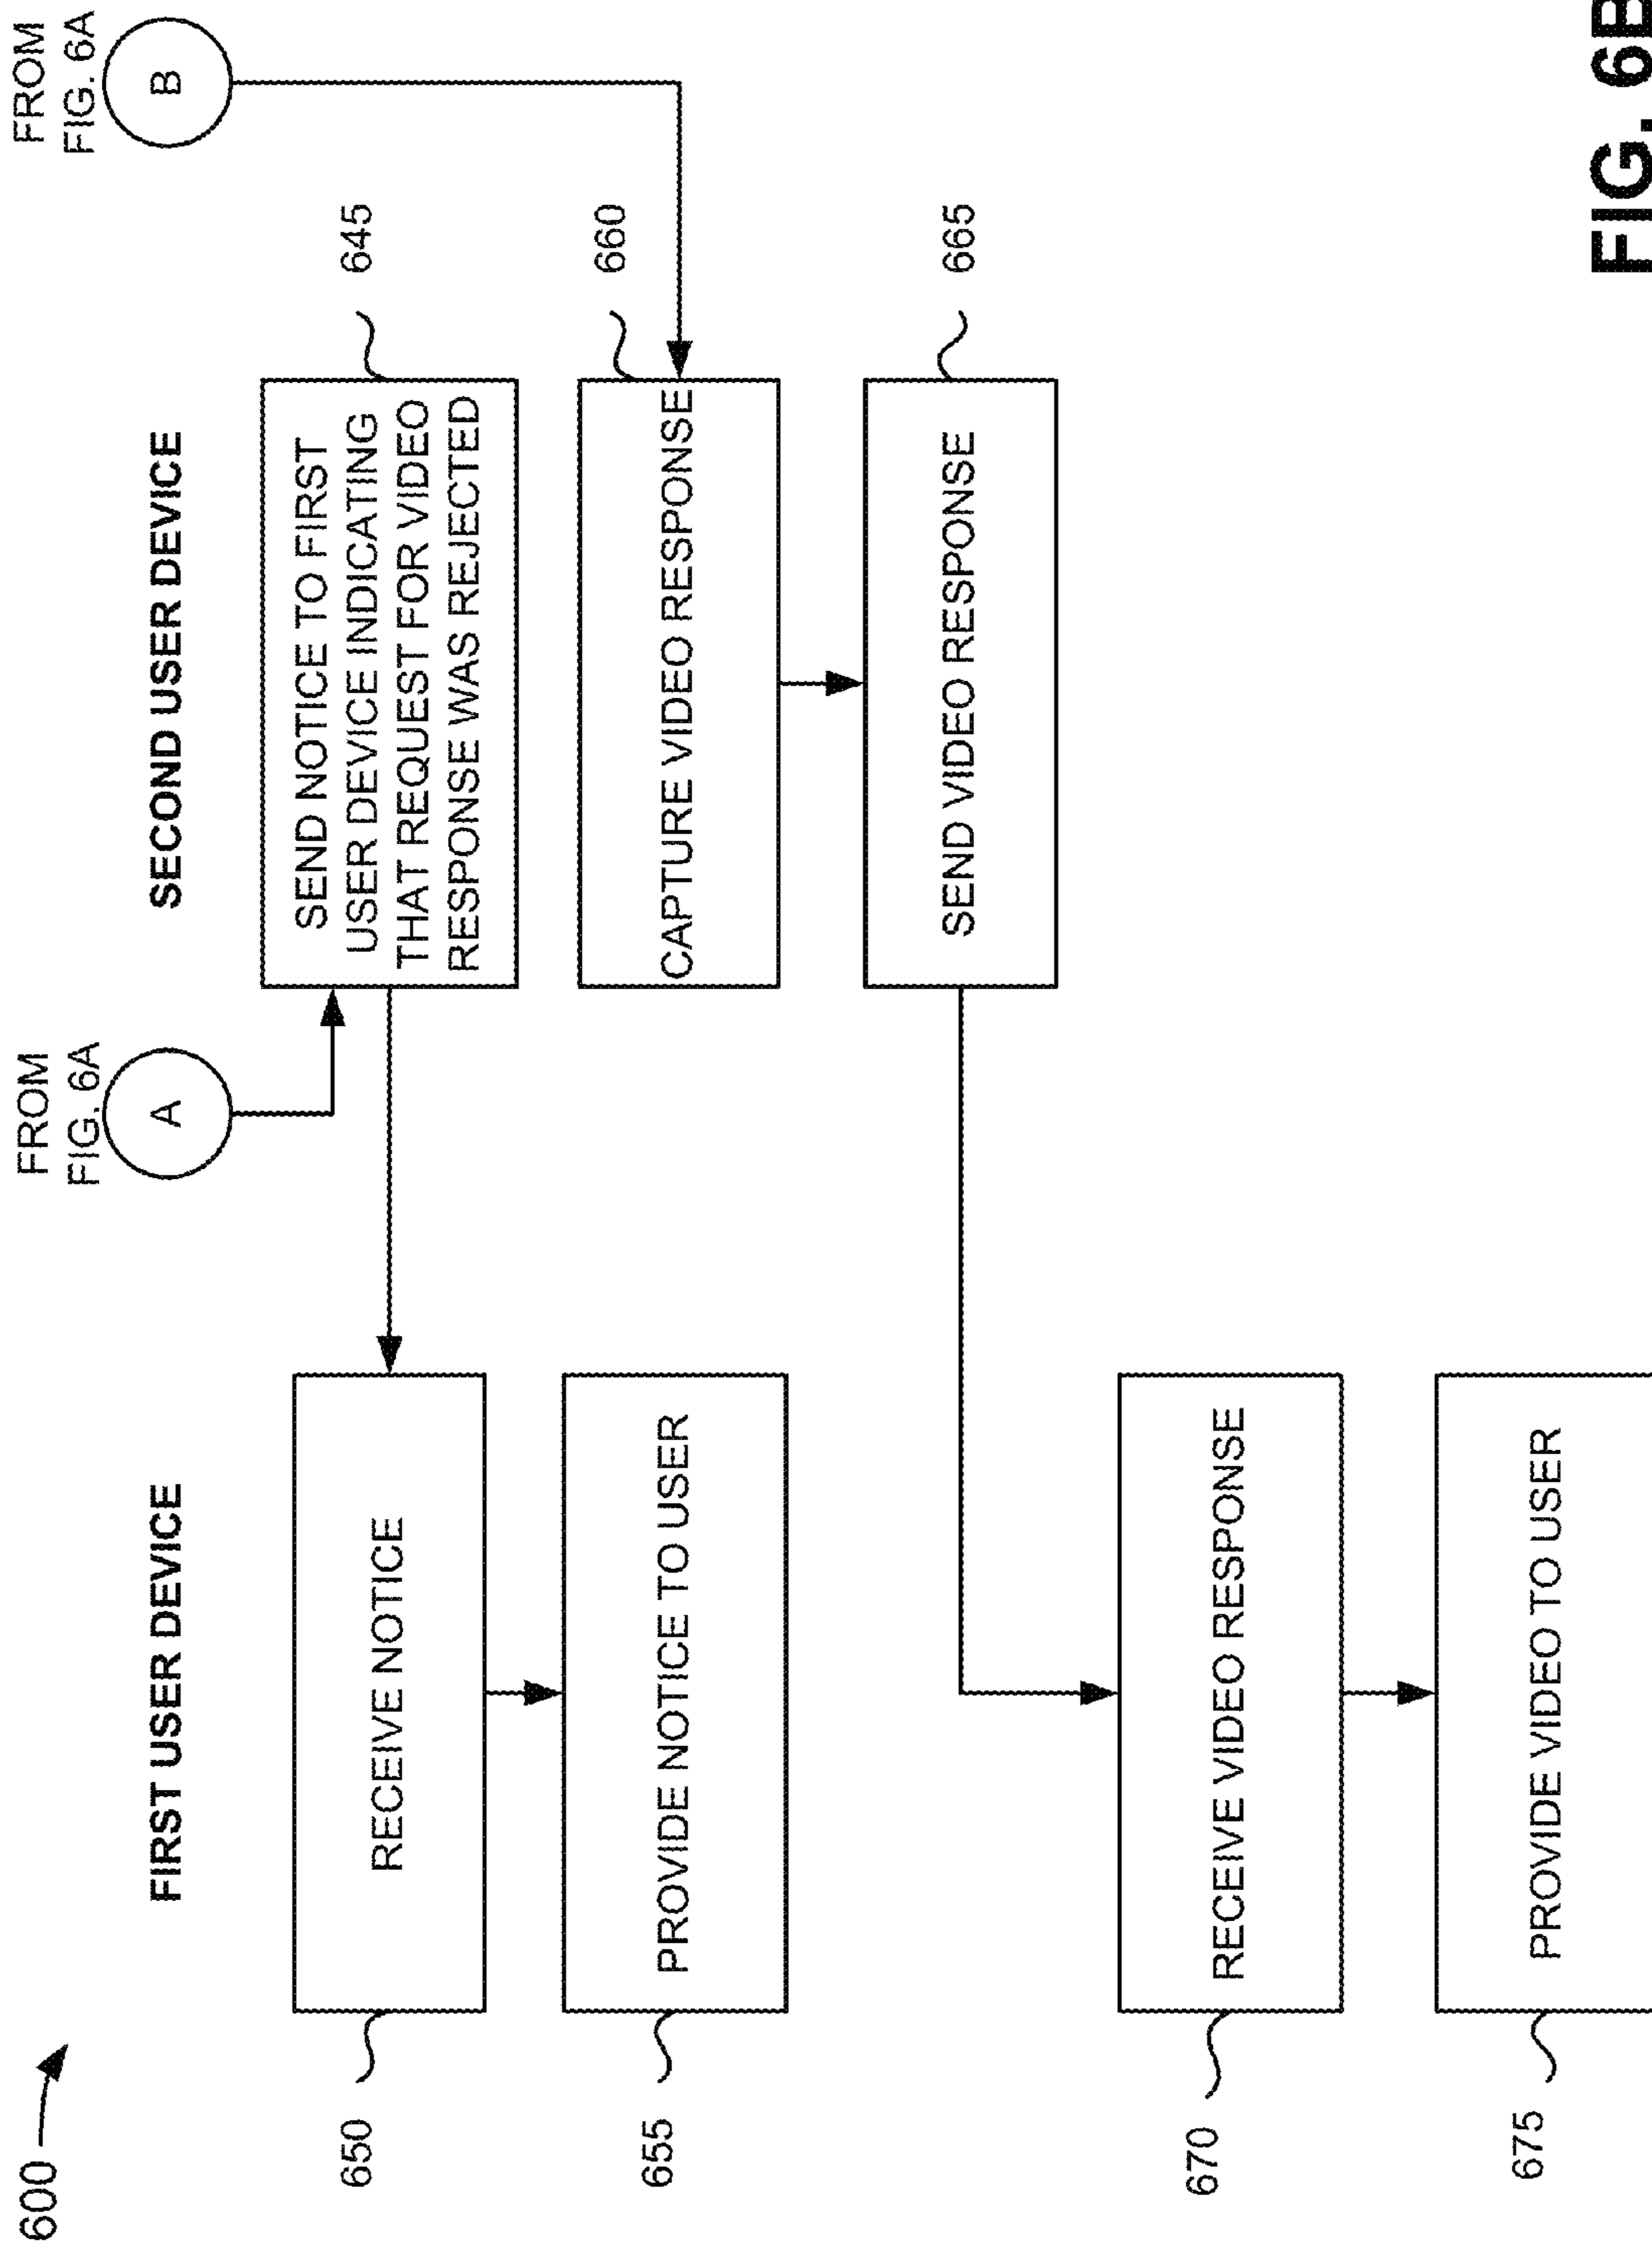 600
FROM
FIG. 6A
A
FROM
FIG. 6A
B
FIRST USER DEVICE
SECOND USER DEVICE
650
RECEIVE NOTICE
SEND NOTICE TO FIRST
USER DEVICE INDICATING
THAT REQUEST FOR VIDEO
RESPONSE WAS REJECTED
645
655
PROVIDE NOTICE TO USER
CAPTURE VIDEO RESPONSE
660
SEND VIDEO RESPONSE
665
670
RECEIVE VIDEO RESPONSE
675
PROVIDE VIDEO TO USER
FIG. 6B